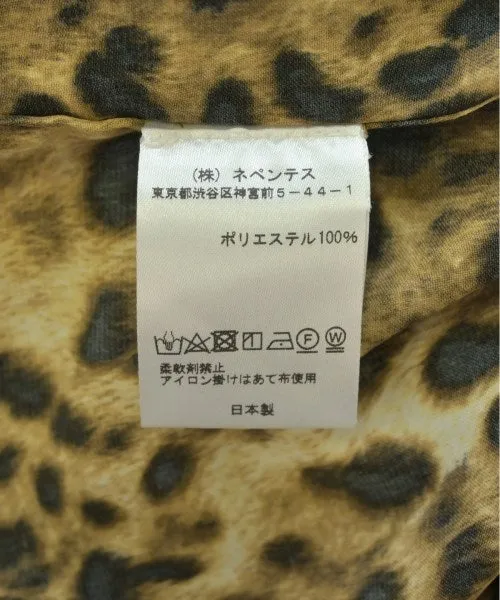 (株) ネペンテス
東京都渋谷区神宮前5-44-1
ポリエステル100%
F W
柔軟剤禁止
アイロン掛けはあて布使用
日本製